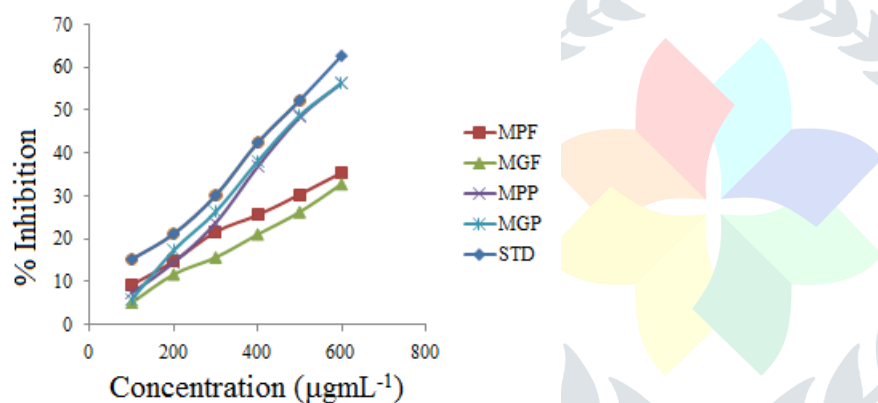 70
60
50
40
30
20
10
0
% Inhibition
0 200 400 600 800
Concentration (µgmL⁻¹)
MPF
MGF
MPP
MGP
STD